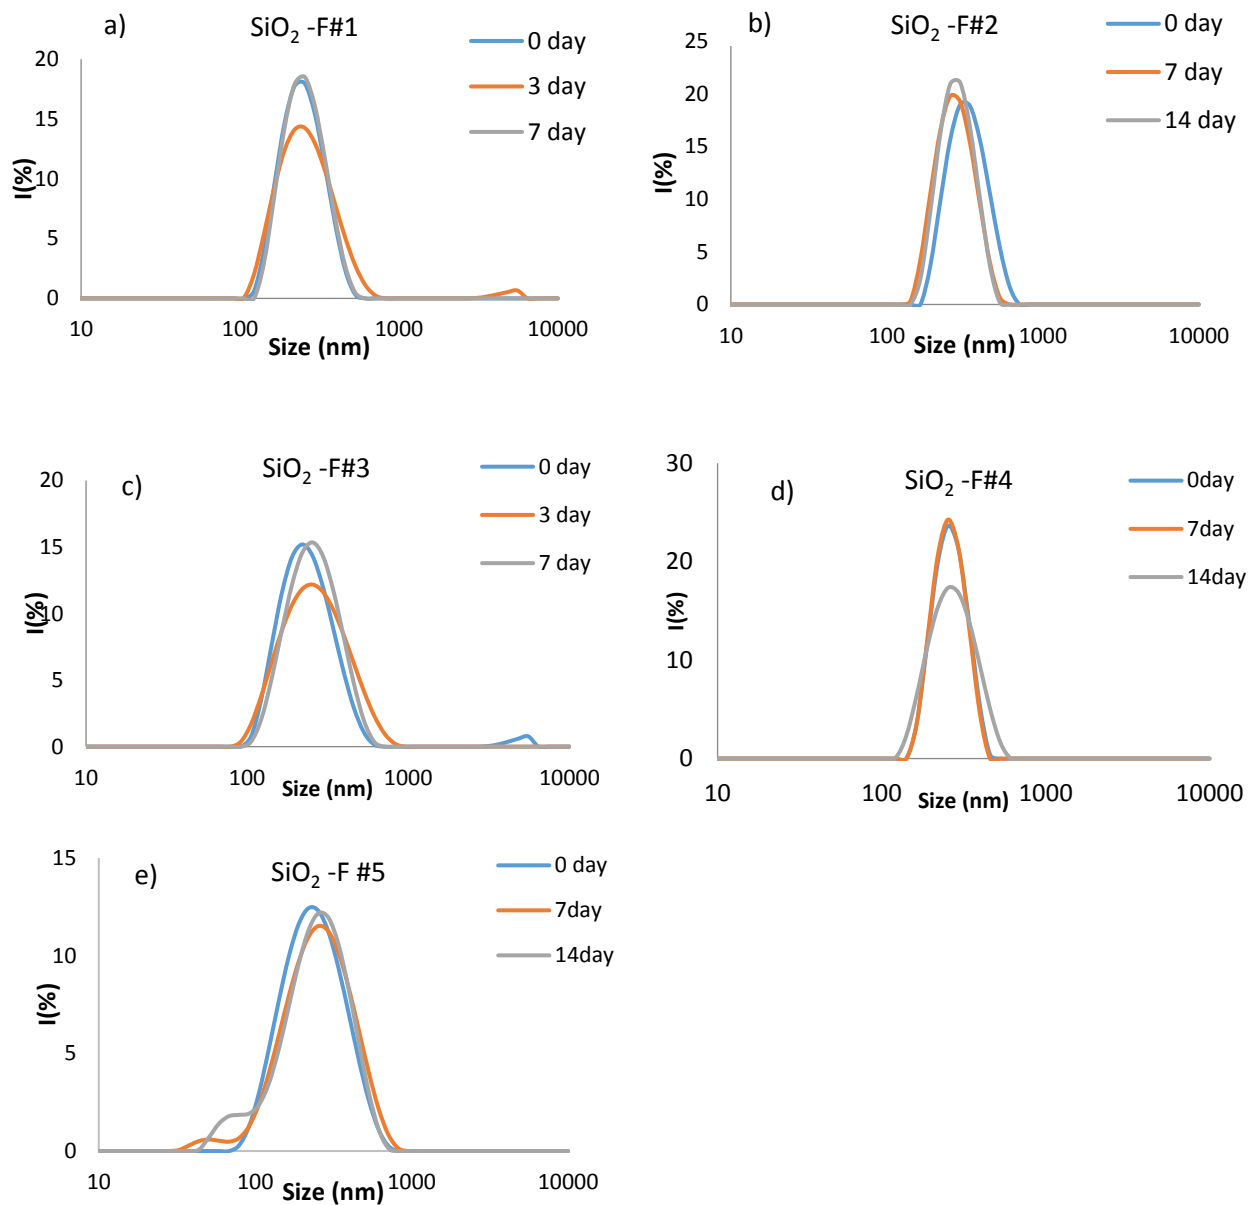 a)
SiO2 -F#1
0 day
3 day
7 day
20
15
10
5
0
I(%)
10
100
1000
10000
Size (nm)
b)
SiO2 -F#2
0 day
7 day
14 day
25
20
15
10
5
0
I(%)
10
100
1000
10000
Size (nm)
c)
SiO2 -F#3
0 day
3 day
7 day
20
15
10
5
0
I(%)
10
100
1000
10000
Size (nm)
d)
SiO2 -F#4
0day
7day
14day
30
20
10
0
I(%)
10
100
1000
10000
Size (nm)
e)
SiO2 -F #5
0 day
7day
14day
15
10
5
0
I(%)
10
100
1000
10000
Size (nm)